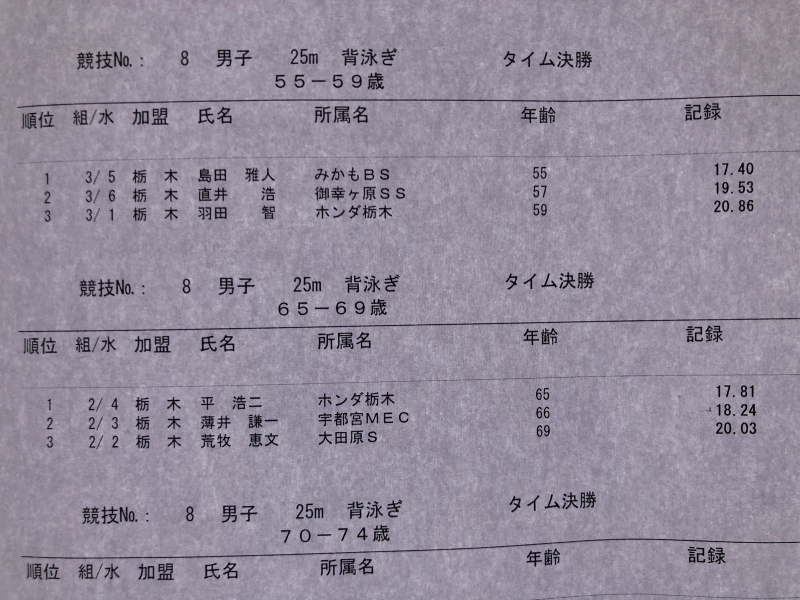 競技No.: 8 男子 25m 背泳ぎ タイム決勝
55-59歳
順位 組/水 加盟 氏名 所属名 年齢 記録
1 3/ 5 栃 木 島田 雅人 みかもBS 55 17.40
2 3/ 6 栃 木 直井 浩 御幸ヶ原SS 57 19.53
3 3/ 1 栃 木 羽田 智 ホンダ栃木 59 20.86
競技No.: 8 男子 25m 背泳ぎ タイム決勝
65-69歳
順位 組/水 加盟 氏名 所属名 年齢 記録
1 2/ 4 栃 木 平 浩二 ホンダ栃木 65 17.81
2 2/ 3 栃 木 薄井 謙一 宇都宮MEC 66 18.24
3 2/ 2 栃 木 荒牧 恵文 大田原S 69 20.03
競技No.: 8 男子 25m 背泳ぎ タイム決勝
70-74歳
順位 組/水 加盟 氏名 所属名 年齢 記録